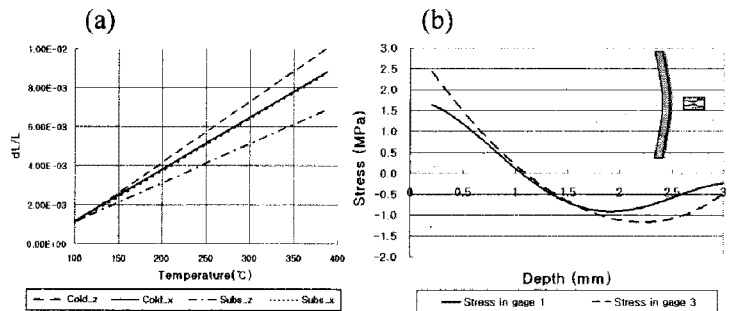 (a)
1.00E-02
8.00E-03
6.00E-03
4.00E-03
2.00E-03
0.00E+00
dL/L
100 150 200 250 300 350 400
Temperature(℃)
Cold_z Cold_x Subs_z Subs_x
(b)
3.0
2.5
2.0
1.5
1.0
0.5
0.0
-0.5
-1.0
-1.5
-2.0
Stress (MPa)
0 0.5 1 1.5 2 2.5 3
Depth (mm)
Stress in gage 1 Stress in gage 3